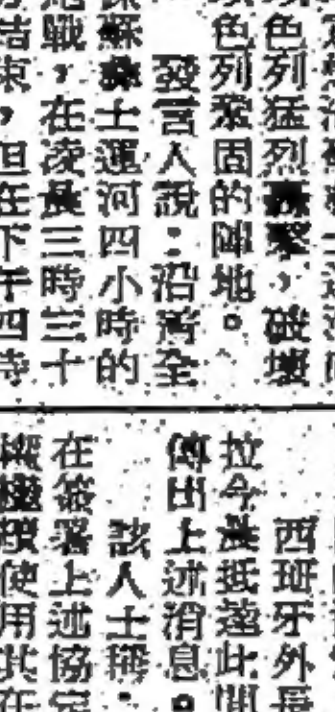 色列猛烈轟擊，破壞
色列鞏固的陣地。
發言人說：沿着全
蘇彝士運河四小時的
戰，在凌晨三時三十
結束，但在下午四時
西班牙外長
拉今晨抵達此間
傳出上述消息。
該人士稱：
在簽署上述協定
使用其在